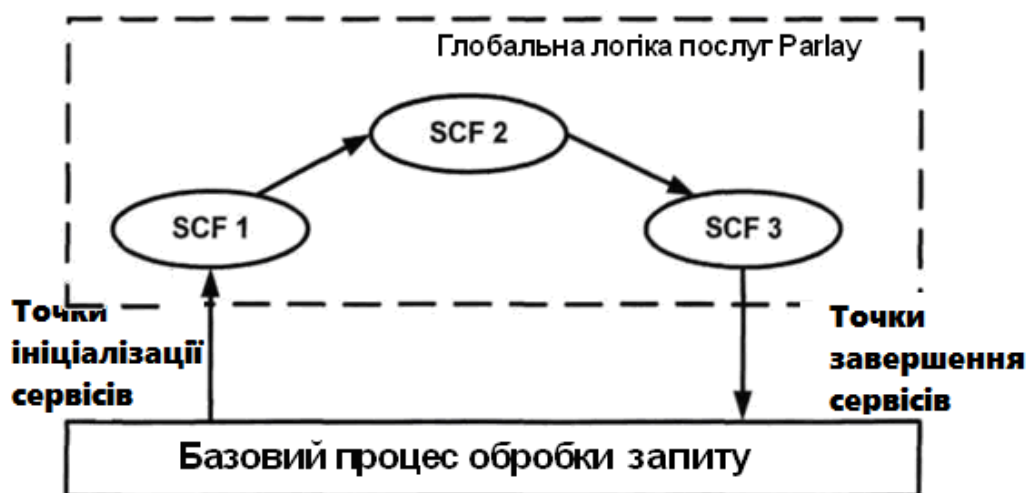 Глобальна логіка послуг Parlay
SCF 2
SCF 1
SCF 3
Точки
ініціалізації
сервісів
Точки
завершення
сервісів
Базовий процес обробки запиту